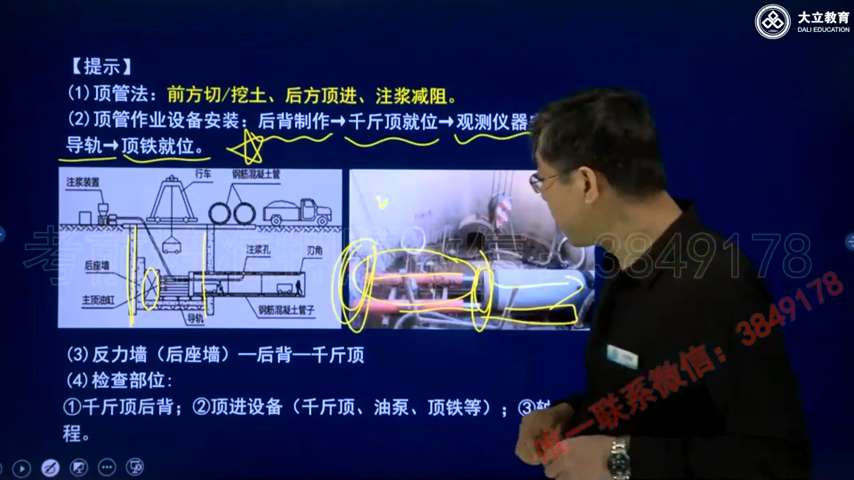 大立教育
DALI EDUCATION
【提示】
(1)顶管法：前方切/挖土、后方顶进、注浆减阻。
(2)顶管作业设备安装：后背制作→千斤顶就位→观测仪器
导轨→顶铁就位。
注浆装置
行车
钢筋混凝土管
注浆孔
刃角
后座墙
主顶油缸
导轨
钢筋混凝土管子
考前
3849178
(3)反力墙（后座墙）—后背—千斤顶
(4)检查部位:
①千斤顶后背；②顶进设备（千斤顶、油泵、顶铁等）；③
程。
唯一联系微信：3849178